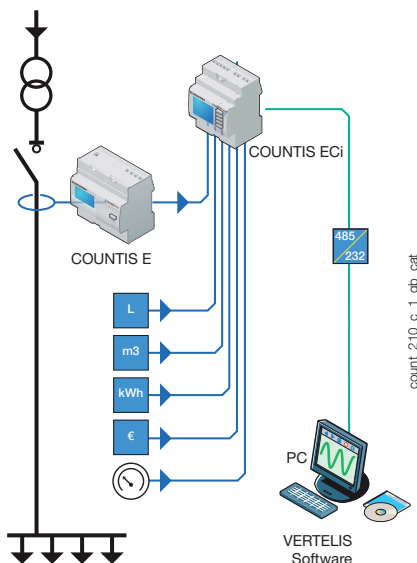 COUNTIS ECi
COUNTIS E
485
232
L
m3
kWh
€
PC
VERTELIS
Software
count_210_c_1_gb_cat